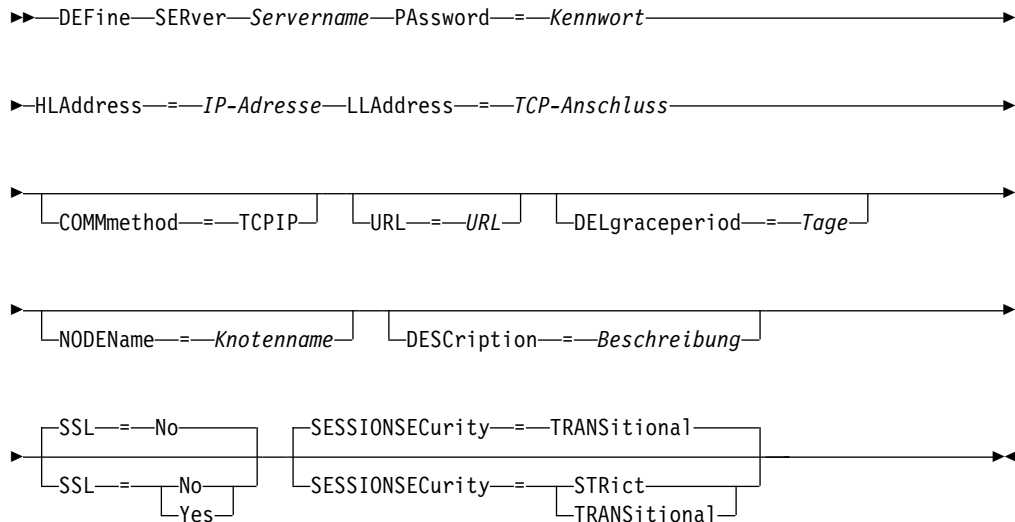 DEFine SERver Servername PAssword = Kennwort
HLAddress = IP-Adresse LLAddress = TCP-Anschluss
COMMmethod = TCPIP URL = URL DELgraceperiod = Tage
NODEName = Knotenname DESCription = Beschreibung
SSL = No SESSIONSECurity = TRANSitional
SSL = No SESSIONSECurity = STRict
Yes TRANSitional